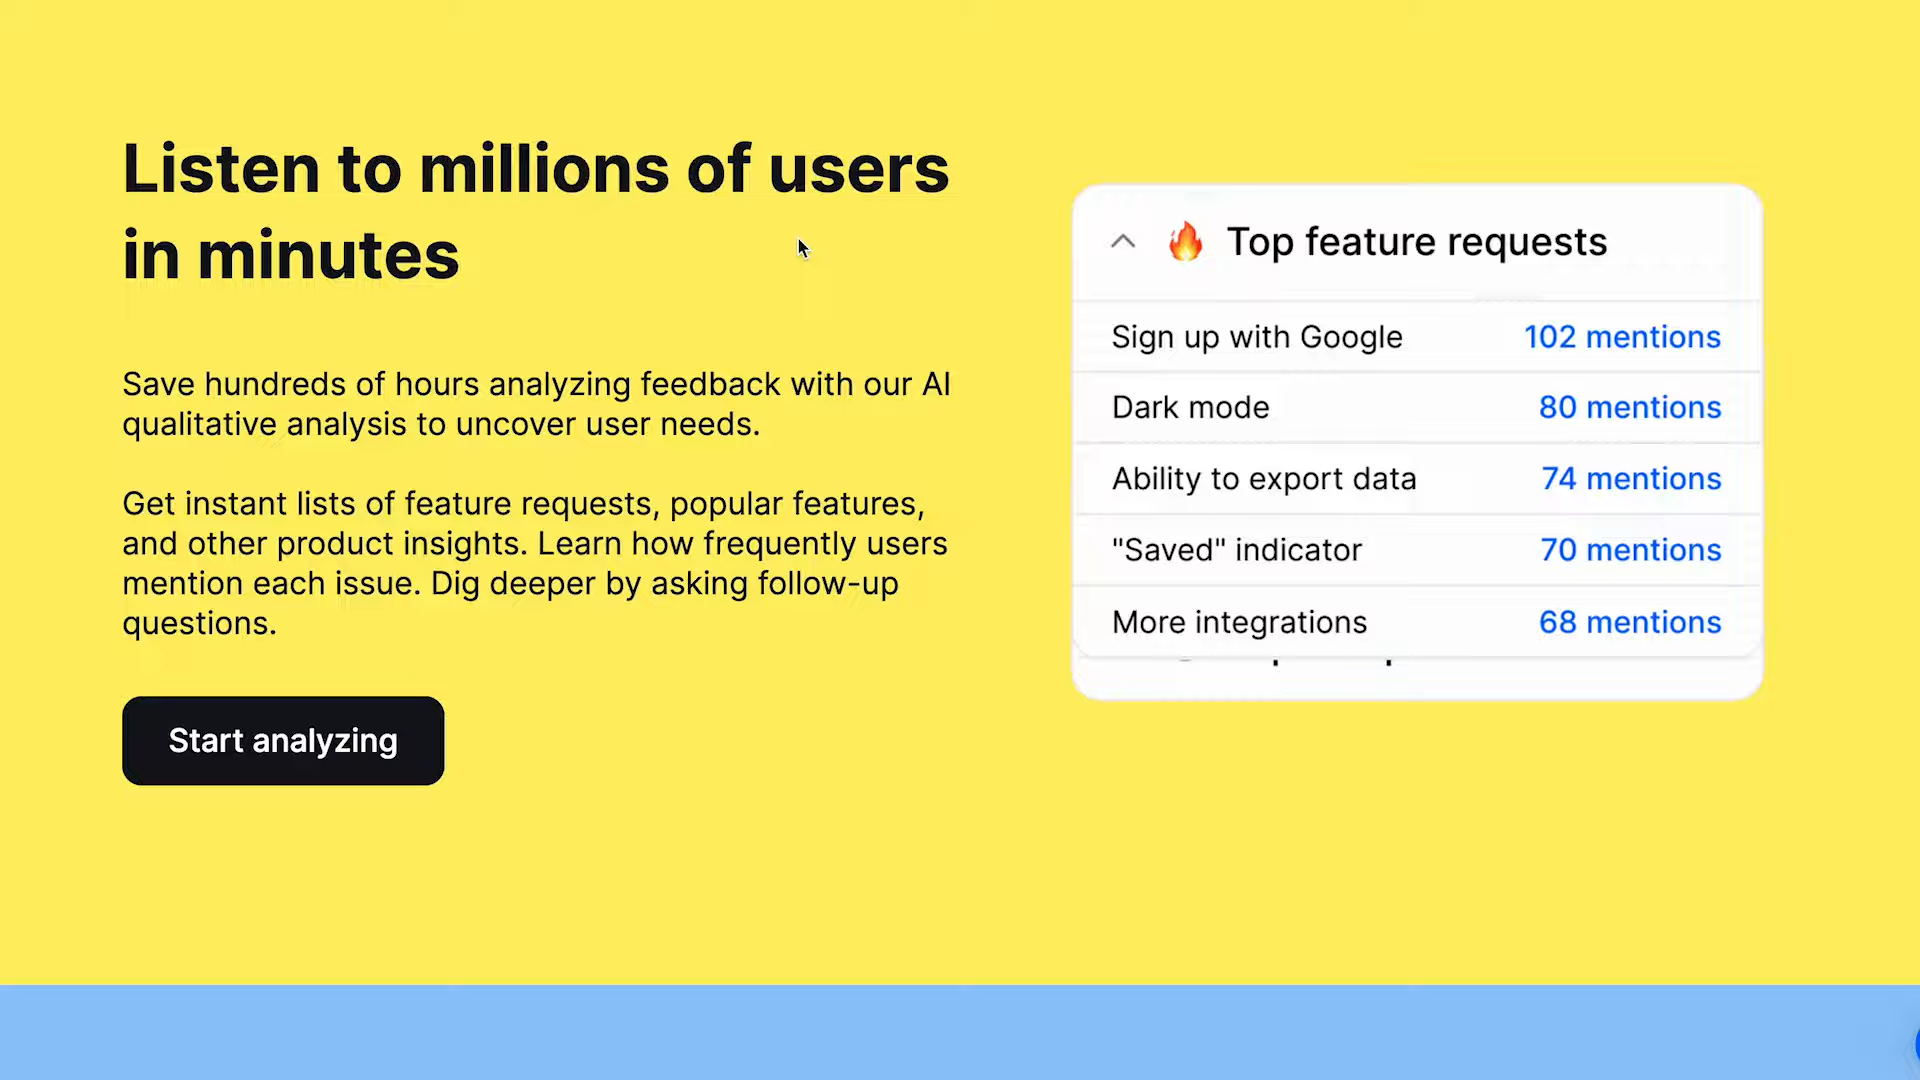 Listen to millions of users
in minutes
Save hundreds of hours analyzing feedback with our AI
qualitative analysis to uncover user needs.
Get instant lists of feature requests, popular features,
and other product insights. Learn how frequently users
mention each issue. Dig deeper by asking follow-up
questions.
Start analyzing
🔥 Top feature requests
Sign up with Google 102 mentions
Dark mode 80 mentions
Ability to export data 74 mentions
"Saved" indicator 70 mentions
More integrations 68 mentions